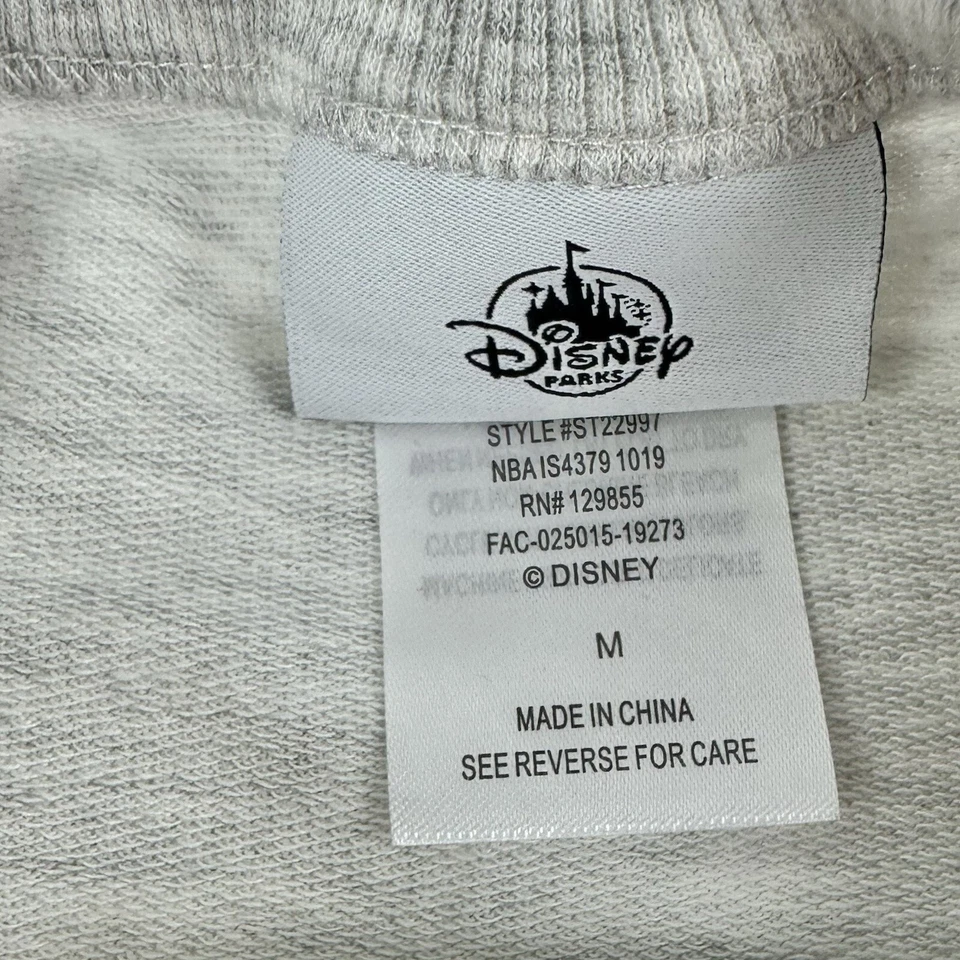 Disney
PARKS
STYLE #ST22997
NBA IS4379 1019
RN# 129855
FAC-025015-19273
© DISNEY
M
MADE IN CHINA
SEE REVERSE FOR CARE